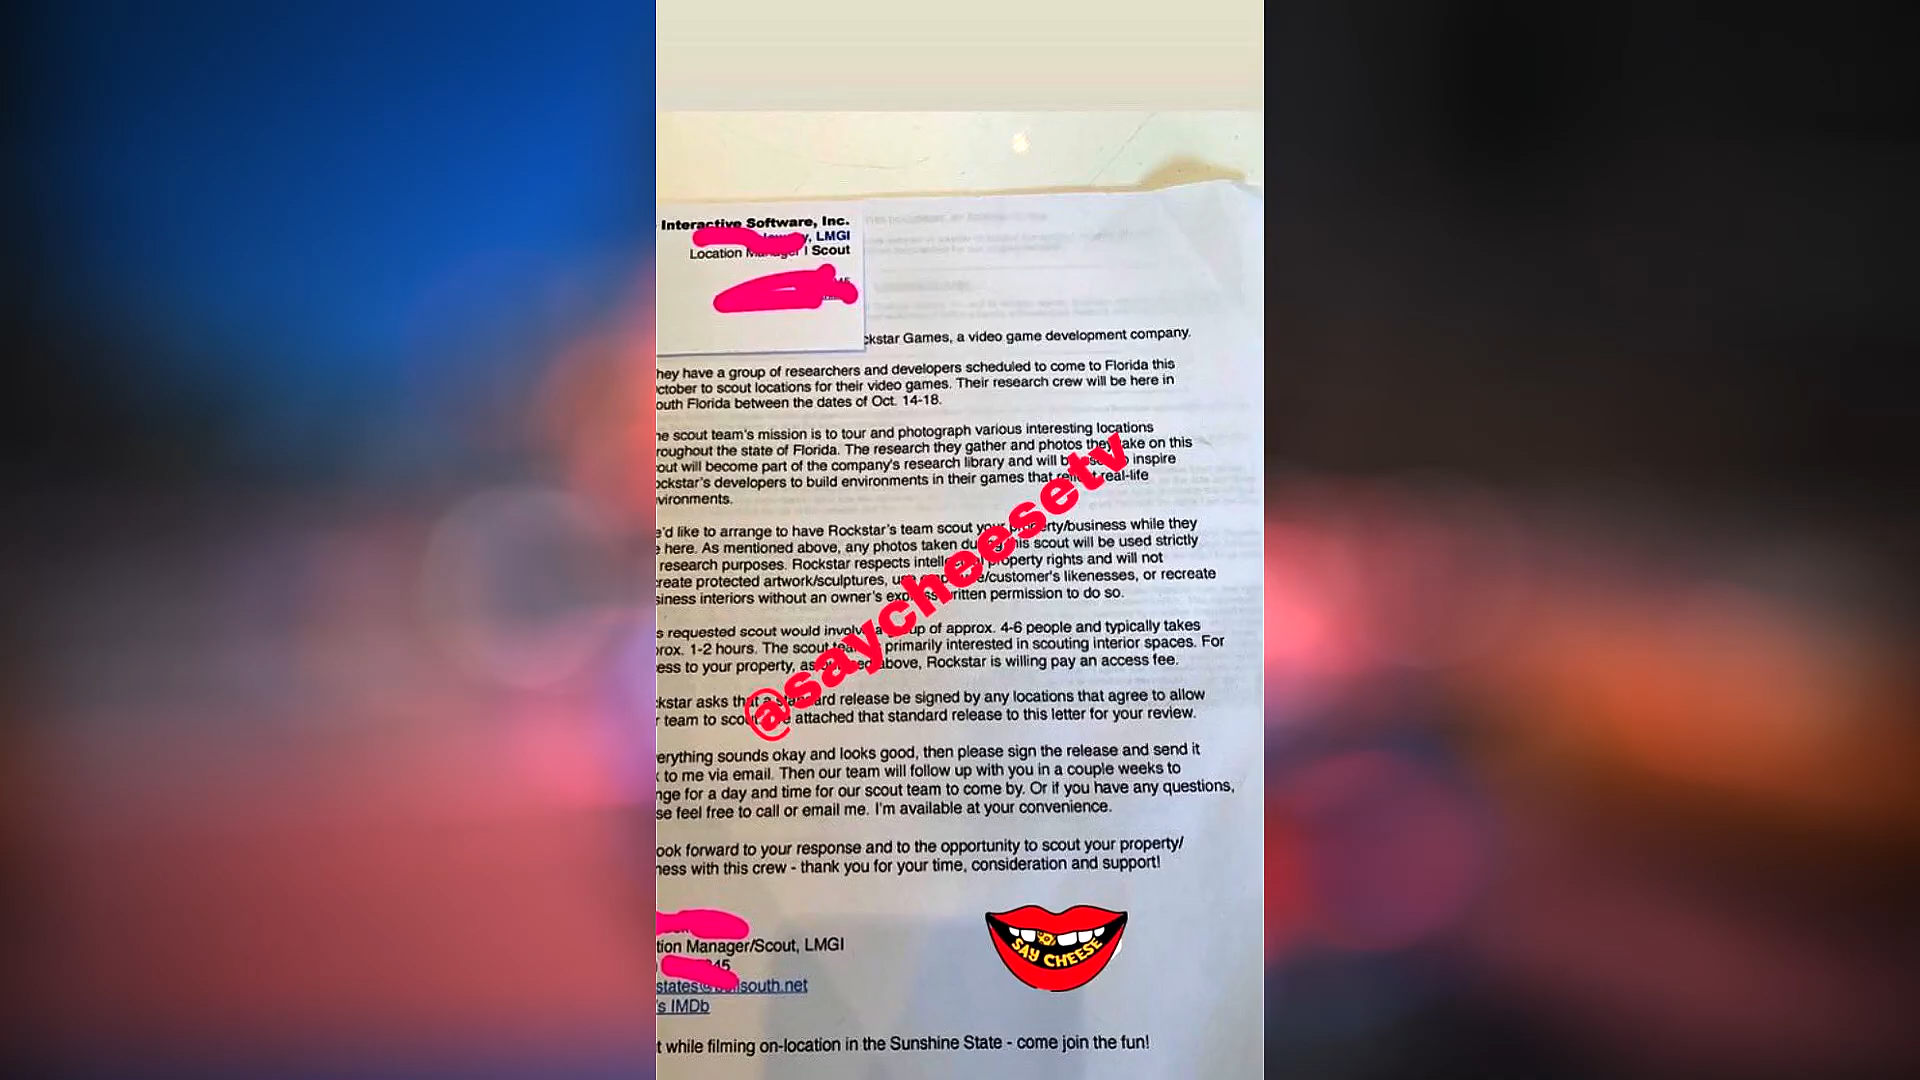 Interactive Software, Inc.
LMGI
Location Manager | Scout
ckstar Games, a video game development company.
hey have a group of researchers and developers scheduled to come to Florida this
ctober to scout locations for their video games. Their research crew will be here in
outh Florida between the dates of Oct. 14-18.
he scout team's mission is to tour and photograph various interesting locations
roughout the state of Florida. The research they gather and photos they take on this
out will become part of the company's research library and will inspire
ockstar's developers to build environments in their games that reflect real-life
vironments.
e'd like to arrange to have Rockstar's team scout your property/business while they
e here. As mentioned above, any photos taken during this scout will be used strictly
research purposes. Rockstar respects intellectual property rights and will not
reate protected artwork/sculptures, use employee/customer's likenesses, or recreate
siness interiors without an owner's express written permission to do so.
s requested scout would involve a group of approx. 4-6 people and typically takes
rox. 1-2 hours. The scout team primarily interested in scouting interior spaces. For
ess to your property, as above, Rockstar is willing pay an access fee.
kstar asks that a standard release be signed by any locations that agree to allow
r team to scout attached that standard release to this letter for your review.
erything sounds okay and looks good, then please sign the release and send it
k to me via email. Then our team will follow up with you in a couple weeks to
nge for a day and time for our scout team to come by. Or if you have any questions,
se feel free to call or email me. I'm available at your convenience.
ook forward to your response and to the opportunity to scout your property/
ness with this crew - thank you for your time, consideration and support!
tion Manager/Scout, LMGI
45
states@bellsouth.net
's IMDb
t while filming on-location in the Sunshine State - come join the fun!
@saycheesetv
SAY CHEESE